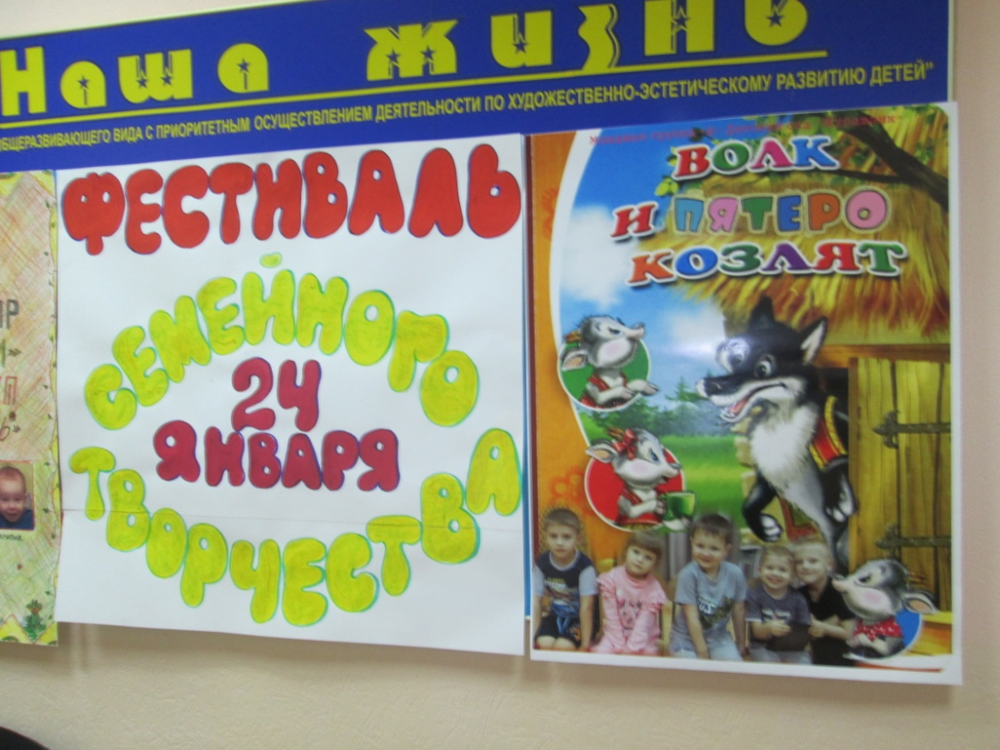 Наша жизнь
ОБЩЕРАЗВИВАЮЩЕГО ВИДА С ПРИОРИТЕТНЫМ ОСУЩЕСТВЛЕНИЕМ ДЕЯТЕЛЬНОСТИ ПО ХУДОЖЕСТВЕННО-ЭСТЕТИЧЕСКОМУ РАЗВИТИЮ ДЕТЕЙ"
ФЕСТИВАЛЬ
СЕМЕЙНОГО
24
ЯНВАРЯ
ТВОРЧЕСТВА
ВОЛК
И ПЯТЕРО
КОЗЛЯТ